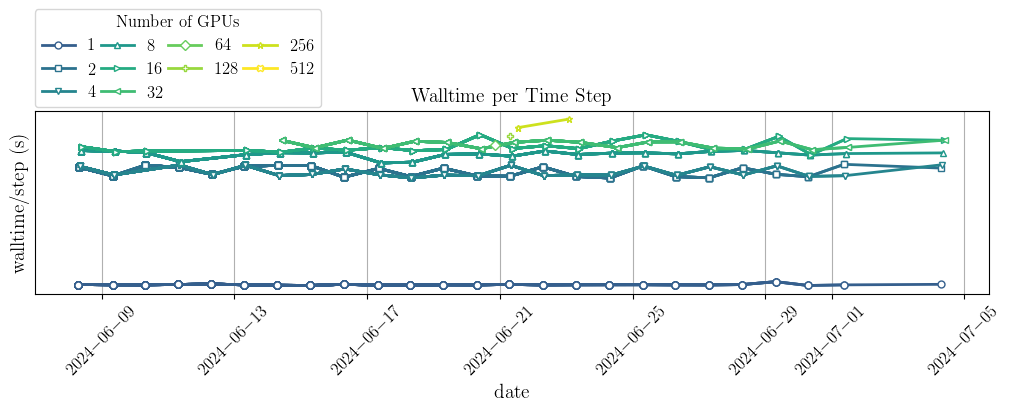 Number of GPUs
1 8 64 256
2 16 128 512
4 32
Walltime per Time Step
walltime/step (s)
2024−06−09 2024−06−13 2024−06−17 2024−06−21 2024−06−25 2024−06−29 2024−07−01 2024−07−05
date